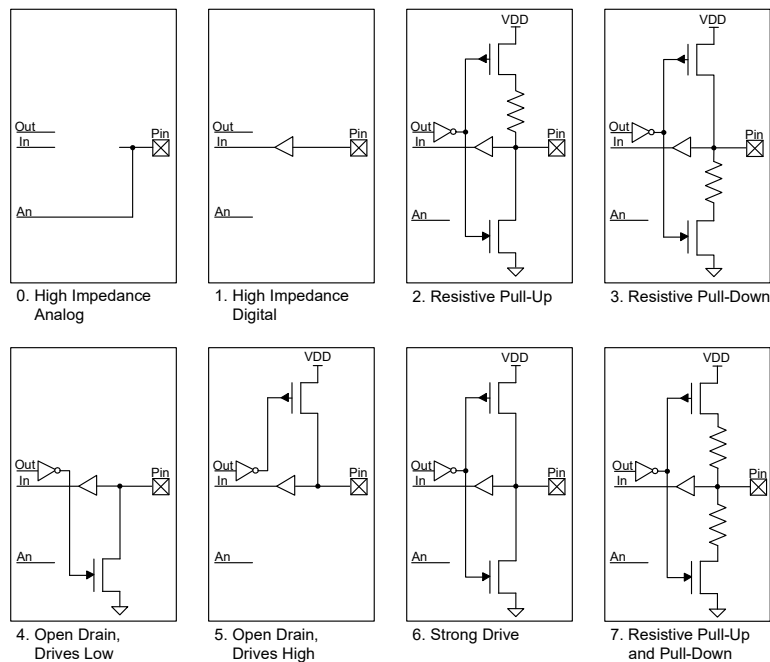 VDD
VDD
Out
In
Pin
An
Out
In
Pin
An
Out
In
Pin
An
Out
In
Pin
An
0. High Impedance
Analog
1. High Impedance
Digital
2. Resistive Pull-Up
3. Resistive Pull-Down
VDD
VDD
VDD
Out
In
Pin
An
Out
In
Pin
An
Out
In
Pin
An
Out
In
Pin
An
4. Open Drain,
Drives Low
5. Open Drain,
Drives High
6. Strong Drive
7. Resistive Pull-Up
and Pull-Down